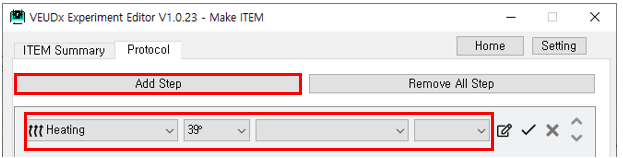 VEUDx Experiment Editor V1.0.23 - Make ITEM
ITEM Summary Protocol Home Setting
Add Step Remove All Step
Heating 39º